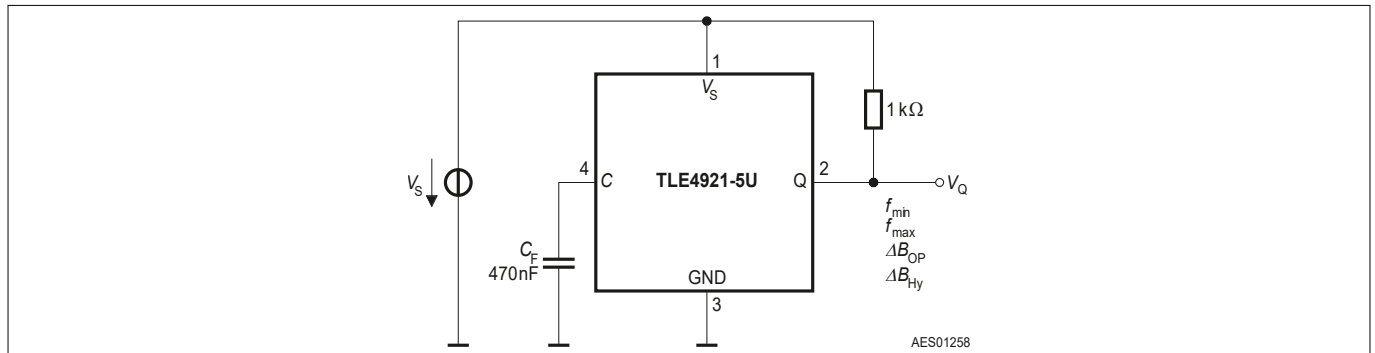 1
V_S
1 kΩ
4
C
TLE4921-5U
Q
2
V_Q
V_S
f_min
f_max
ΔB_OP
ΔB_Hy
C_F
470nF
GND
3
AES01258